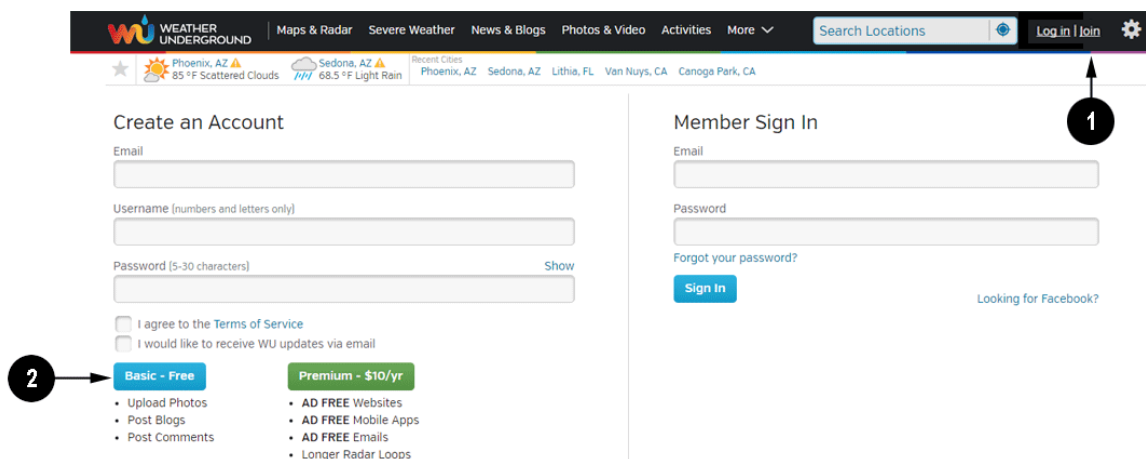 WEATHER
UNDERGROUND
Maps & Radar Severe Weather News & Blogs Photos & Video Activities More
Search Locations
Log in | Join
Phoenix, AZ
85 °F Scattered Clouds
Sedona, AZ
68.5 °F Light Rain
Recent Cities
Phoenix, AZ Sedona, AZ Lithia, FL Van Nuys, CA Canoga Park, CA
1
Create an Account
Email
Username (numbers and letters only)
Password (5-30 characters) Show
I agree to the Terms of Service
I would like to receive WU updates via email
2
Basic - Free
• Upload Photos
• Post Blogs
• Post Comments
Premium - $10/yr
• AD FREE Websites
• AD FREE Mobile Apps
• AD FREE Emails
• Longer Radar Loops
Member Sign In
Email
Password
Forgot your password?
Sign In
Looking for Facebook?